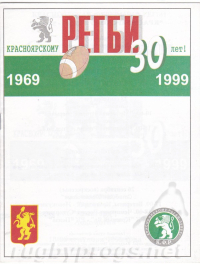 КРАСНОЯРСКОМУ РЕГБИ 30 лет!
1969 1999
rugbyprogs.net